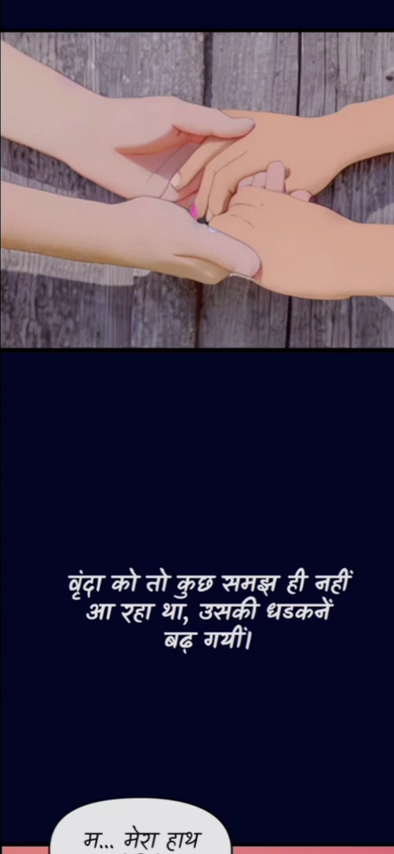 वृंदा को तो कुछ समझ ही नहीं
आ रहा था, उसकी धडकनें
बढ़ गयीं।
म... मेरा हाथ